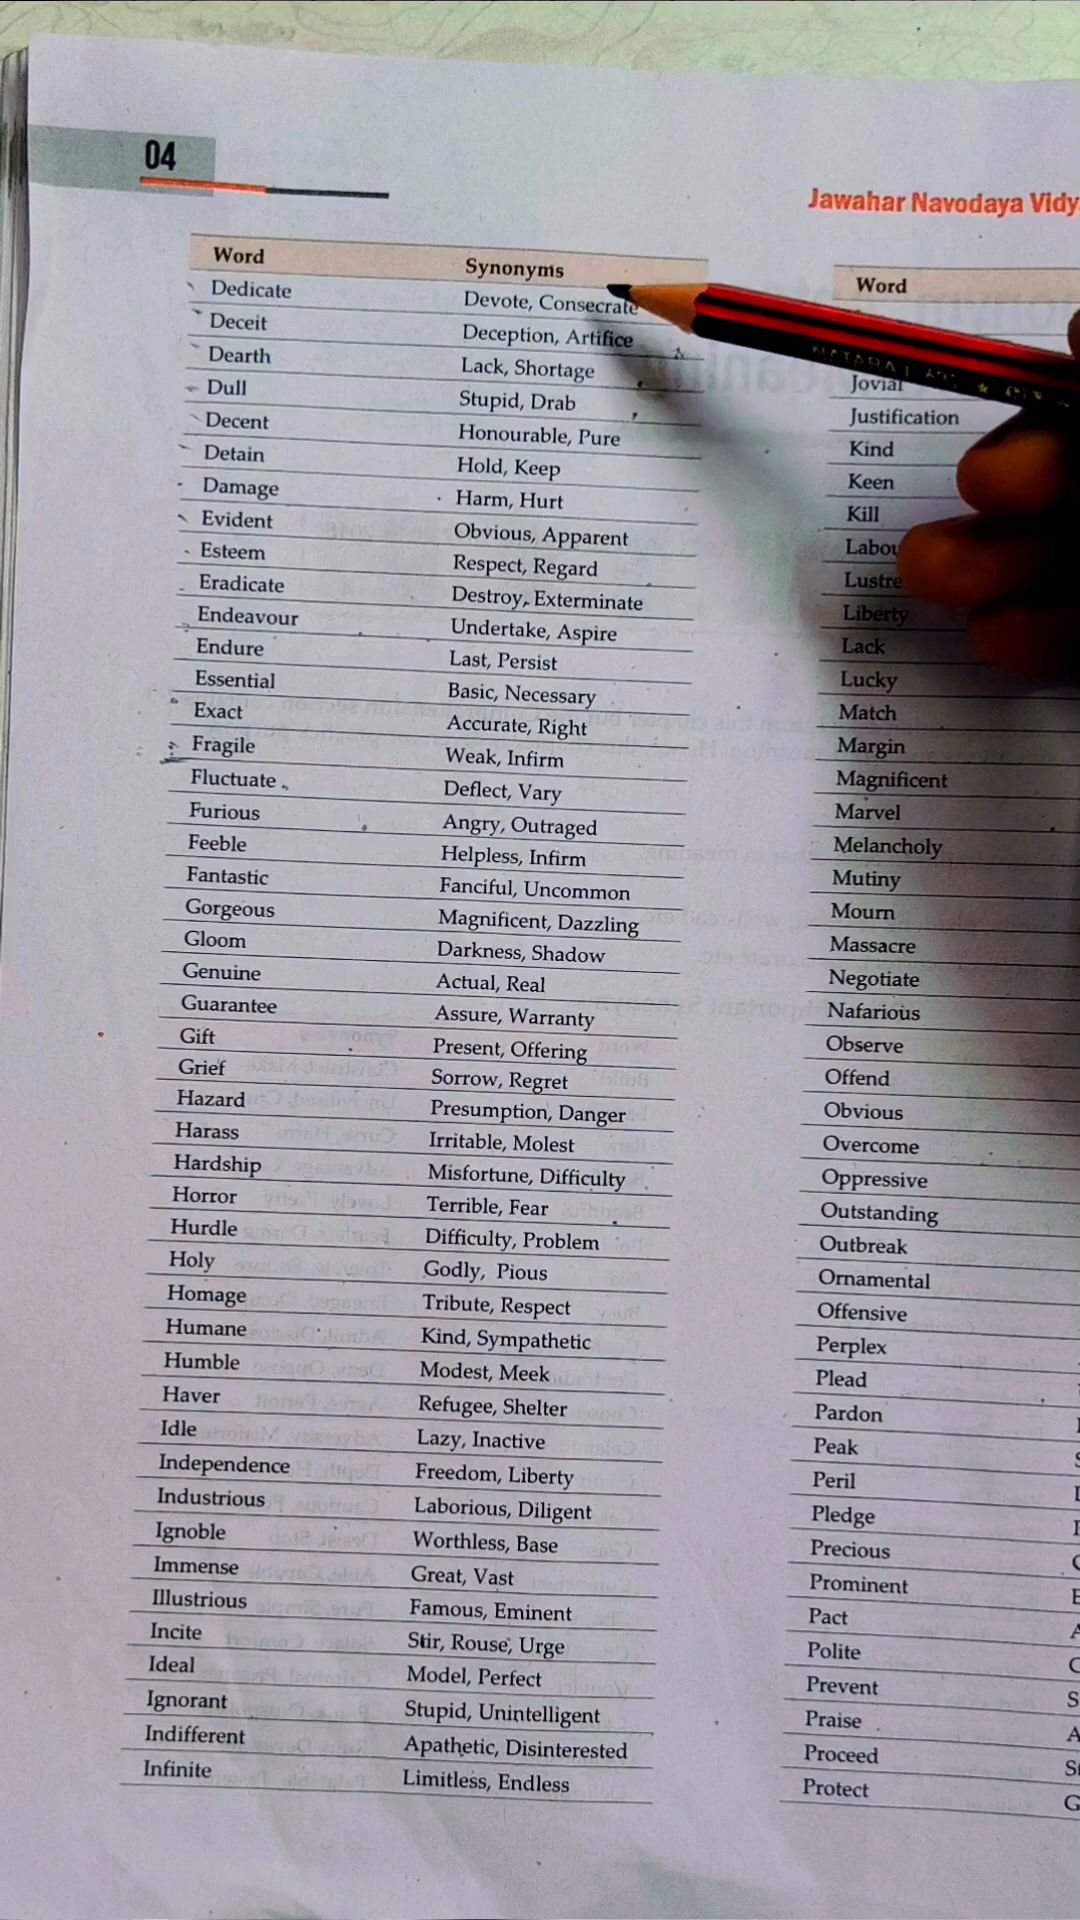 04
Jawahar Navodaya Vidy
Word Synonyms
Dedicate Devote, Consecrate
Deceit Deception, Artifice
Dearth Lack, Shortage
Dull Stupid, Drab
Decent Honourable, Pure
Detain Hold, Keep
Damage Harm, Hurt
Evident Obvious, Apparent
Esteem Respect, Regard
Eradicate Destroy, Exterminate
Endeavour Undertake, Aspire
Endure Last, Persist
Essential Basic, Necessary
Exact Accurate, Right
Fragile Weak, Infirm
Fluctuate Deflect, Vary
Furious Angry, Outraged
Feeble Helpless, Infirm
Fantastic Fanciful, Uncommon
Gorgeous Magnificent, Dazzling
Gloom Darkness, Shadow
Genuine Actual, Real
Guarantee Assure, Warranty
Gift Present, Offering
Grief Sorrow, Regret
Hazard Presumption, Danger
Harass Irritable, Molest
Hardship Misfortune, Difficulty
Horror Terrible, Fear
Hurdle Difficulty, Problem
Holy Godly, Pious
Homage Tribute, Respect
Humane Kind, Sympathetic
Humble Modest, Meek
Haver Refugee, Shelter
Idle Lazy, Inactive
Independence Freedom, Liberty
Industrious Laborious, Diligent
Ignoble Worthless, Base
Immense Great, Vast
Illustrious Famous, Eminent
Incite Stir, Rouse, Urge
Ideal Model, Perfect
Ignorant Stupid, Unintelligent
Indifferent Apathetic, Disinterested
Infinite Limitless, Endless
Word
Jovial
Justification
Kind
Keen
Kill
Labou
Lustre
Liberty
Lack
Lucky
Match
Margin
Magnificent
Marvel
Melancholy
Mutiny
Mourn
Massacre
Negotiate
Nafarious
Observe
Offend
Obvious
Overcome
Oppressive
Outstanding
Outbreak
Ornamental
Offensive
Perplex
Plead
Pardon
Peak
Peril
Pledge
Precious
Prominent
Pact
Polite
Prevent
Praise
Proceed
Protect